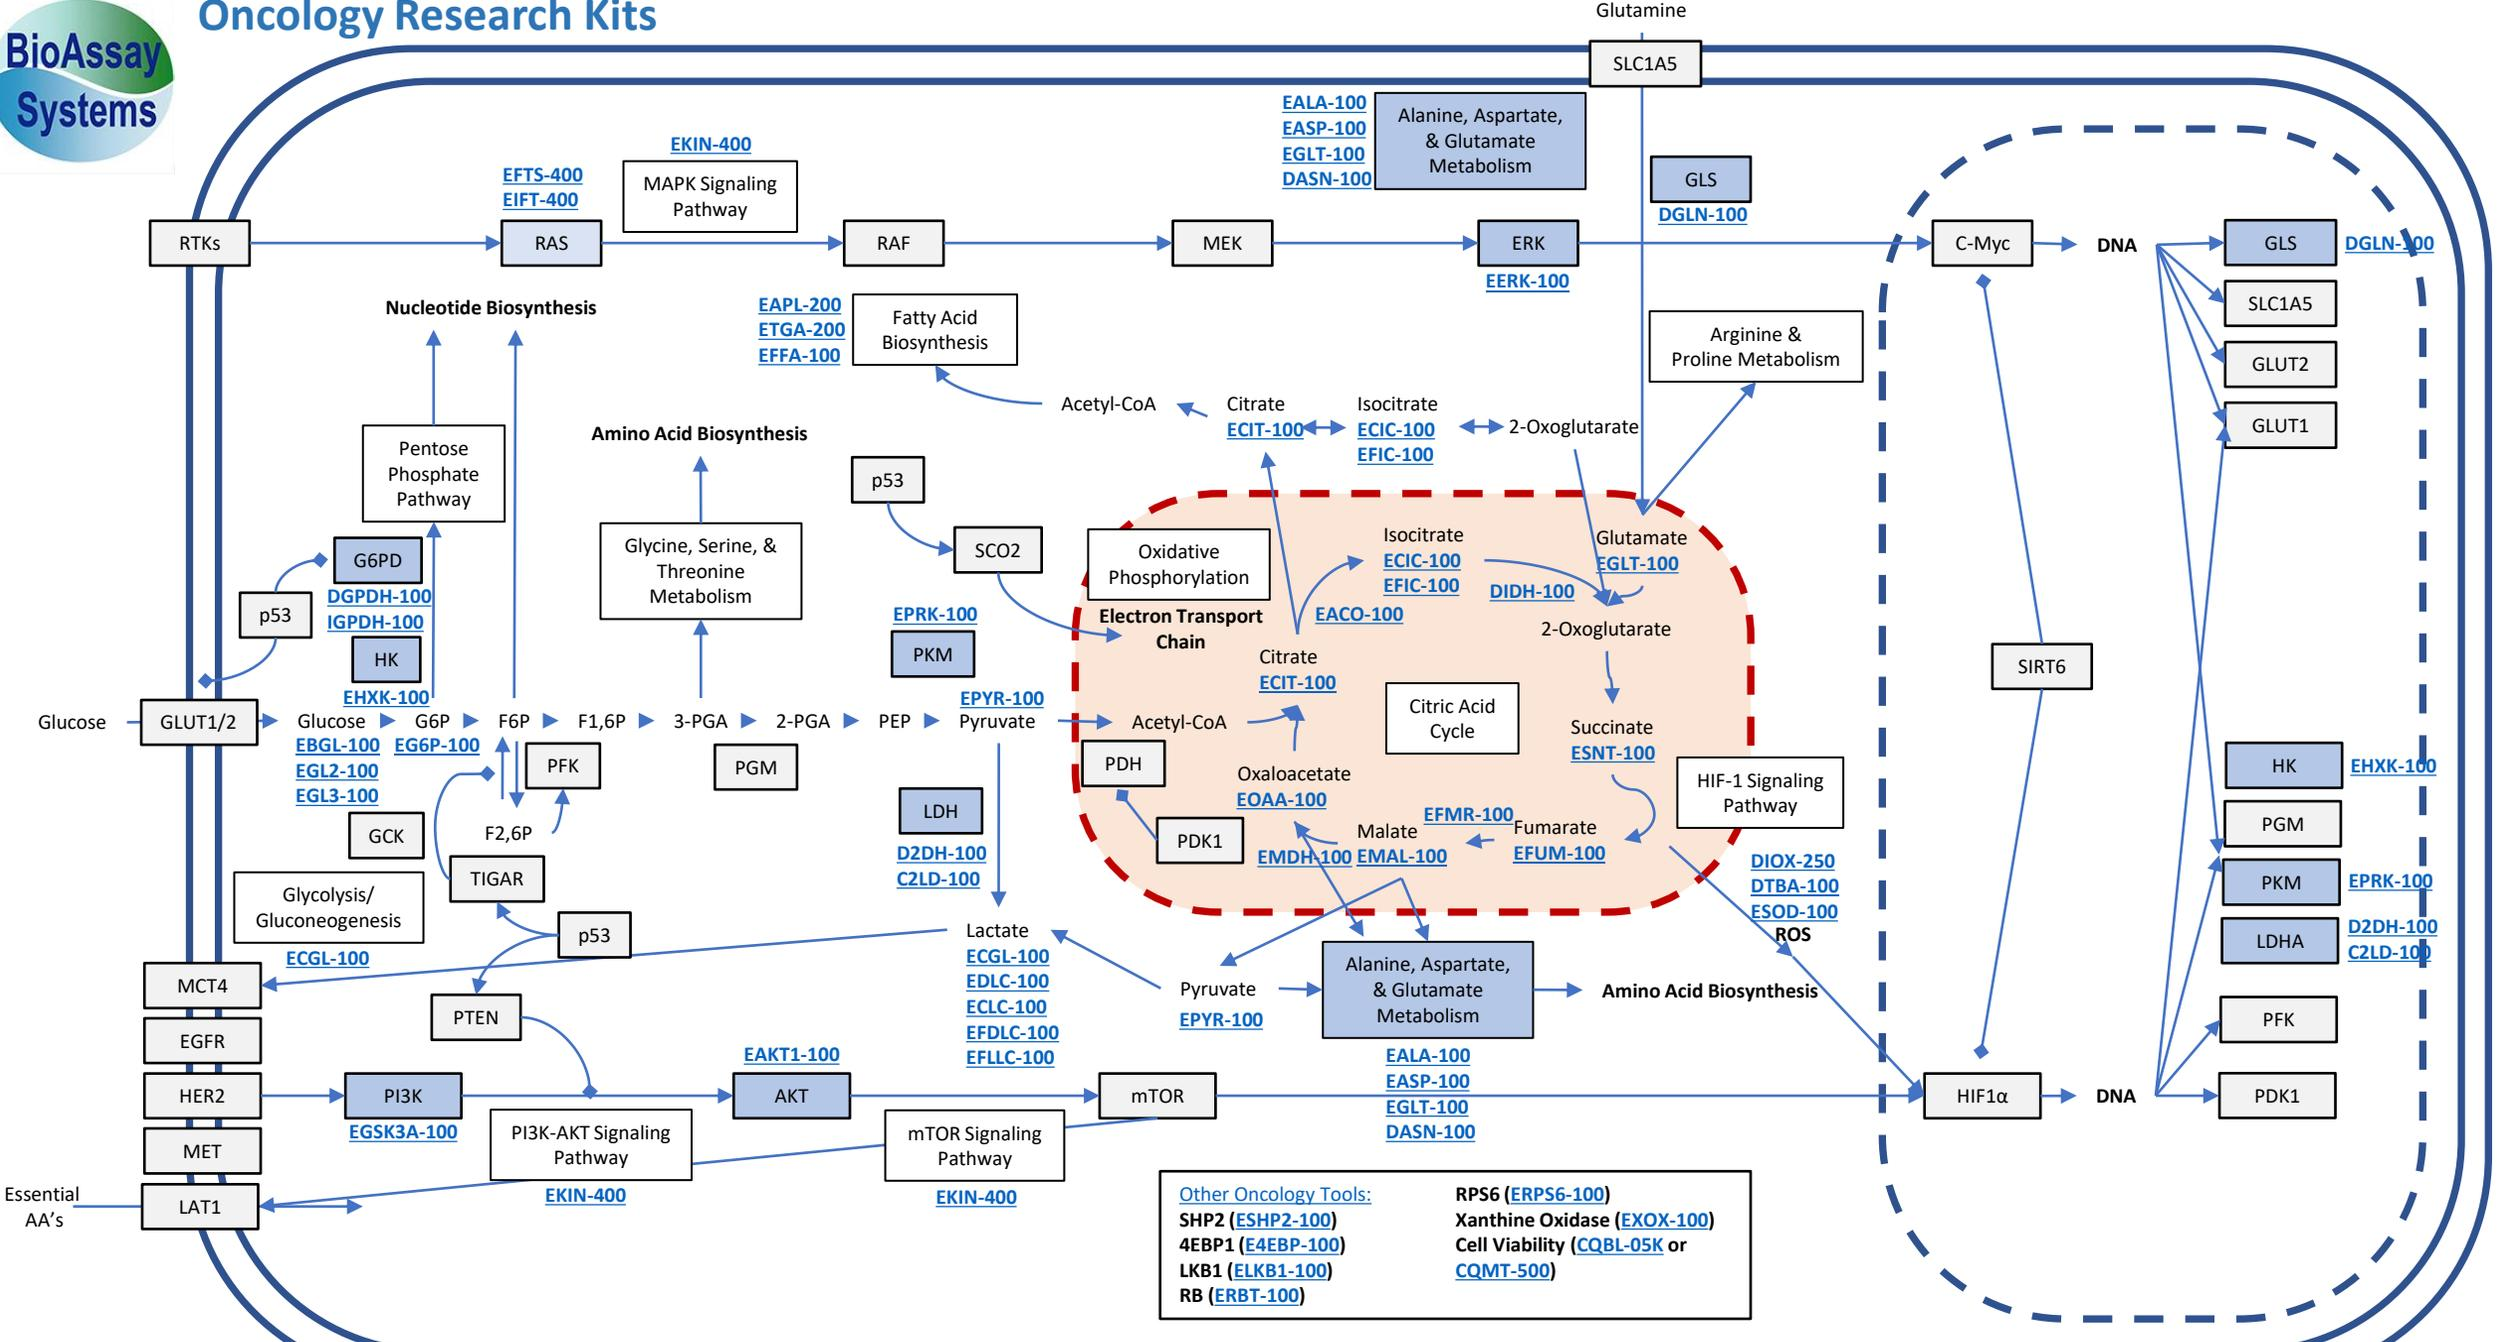 Oncology Research Kits
BioAssay
Systems
Glutamine
SLC1A5
EALA-100
EASP-100
EGLT-100
DASN-100
Alanine, Aspartate,
& Glutamate
Metabolism
GLS
DGLN-100
EKIN-400
MAPK Signaling
Pathway
EFTS-400
EIFT-400
RTKs
RAS
RAF
MEK
ERK
EERK-100
C-Myc
DNA
GLS
DGLN-100
SLC1A5
GLUT2
GLUT1
Nucleotide Biosynthesis
EAPL-200
ETGA-200
EFFA-100
Fatty Acid
Biosynthesis
Arginine &
Proline Metabolism
Acetyl-CoA
Citrate
ECIT-100
Isocitrate
ECIC-100
EFIC-100
2-Oxoglutarate
Pentose
Phosphate
Pathway
Amino Acid Biosynthesis
p53
SCO2
Glycine, Serine, &
Threonine
Metabolism
G6PD
DGPDH-100
IGPDH-100
p53
HK
EHXK-100
Oxidative
Phosphorylation
Electron Transport
Chain
Isocitrate
ECIC-100
EFIC-100
Glutamate
EGLT-100
DIDH-100
EACO-100
2-Oxoglutarate
Citrate
ECIT-100
Citric Acid
Cycle
Succinate
ESNT-100
EPRK-100
PKM
EPYR-100
Glucose
GLUT1/2
Glucose
EBGL-100
EGL2-100
EGL3-100
G6P
EG6P-100
F6P
F1,6P
3-PGA
2-PGA
PEP
Pyruvate
Acetyl-CoA
PDH
PFK
PGM
SIRT6
HIF-1 Signaling
Pathway
HK
EHXK-100
PGM
PKM
EPRK-100
LDHA
D2DH-100
C2LD-100
PFK
PDK1
GCK
F2,6P
TIGAR
LDH
D2DH-100
C2LD-100
PDK1
Oxaloacetate
EOAA-100
EMDH-100
Malate
EMAL-100
EFMR-100
Fumarate
EFUM-100
DIOX-250
DTBA-100
ESOD-100
ROS
Glycolysis/
Gluconeogenesis
ECGL-100
p53
Lactate
ECGL-100
EDLC-100
ECLC-100
EFDLC-100
EFLLC-100
Pyruvate
EPYR-100
Alanine, Aspartate,
& Glutamate
Metabolism
Amino Acid Biosynthesis
EALA-100
EASP-100
EGLT-100
DASN-100
MCT4
EGFR
HER2
MET
LAT1
Essential
AA's
PTEN
PI3K
EGSK3A-100
EAKT1-100
AKT
mTOR
HIF1α
DNA
PI3K-AKT Signaling
Pathway
EKIN-400
mTOR Signaling
Pathway
EKIN-400
Other Oncology Tools:
SHP2 (ESHP2-100)
4EBP1 (E4EBP-100)
LKB1 (ELKB1-100)
RB (ERBT-100)
RPS6 (ERPS6-100)
Xanthine Oxidase (EXOX-100)
Cell Viability (CQBL-05K or
CQMT-500)